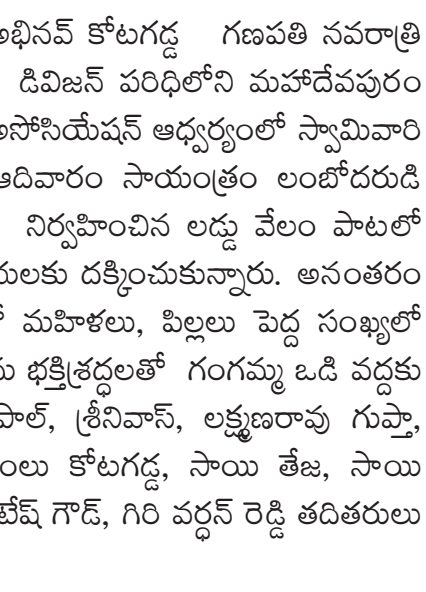 అభినవ్ కోటగడ్డ గణపతి నవరాత్రి
డివిజన్ పరిధిలోని మహాదేవపురం
అసోసియేషన్ ఆధ్వర్యంలో స్వామివారి
ఆదివారం సాయంత్రం లంబోదరుడి
నిర్వహించిన లడ్డు వేలం పాటలో
దక్కించుకున్నారు. అనంతరం
మహిళలు, పిల్లలు పెద్ద సంఖ్యలో
భక్తిశ్రద్ధలతో గంగమ్మ ఒడి వద్దకు
పాల్, శ్రీనివాస్, లక్ష్మణరావు గుప్తా,
కోటగడ్డ, సాయి తేజ, సాయి
టేష్ గౌడ్, గిరి వర్ధన్ రెడ్డి తదితరులు